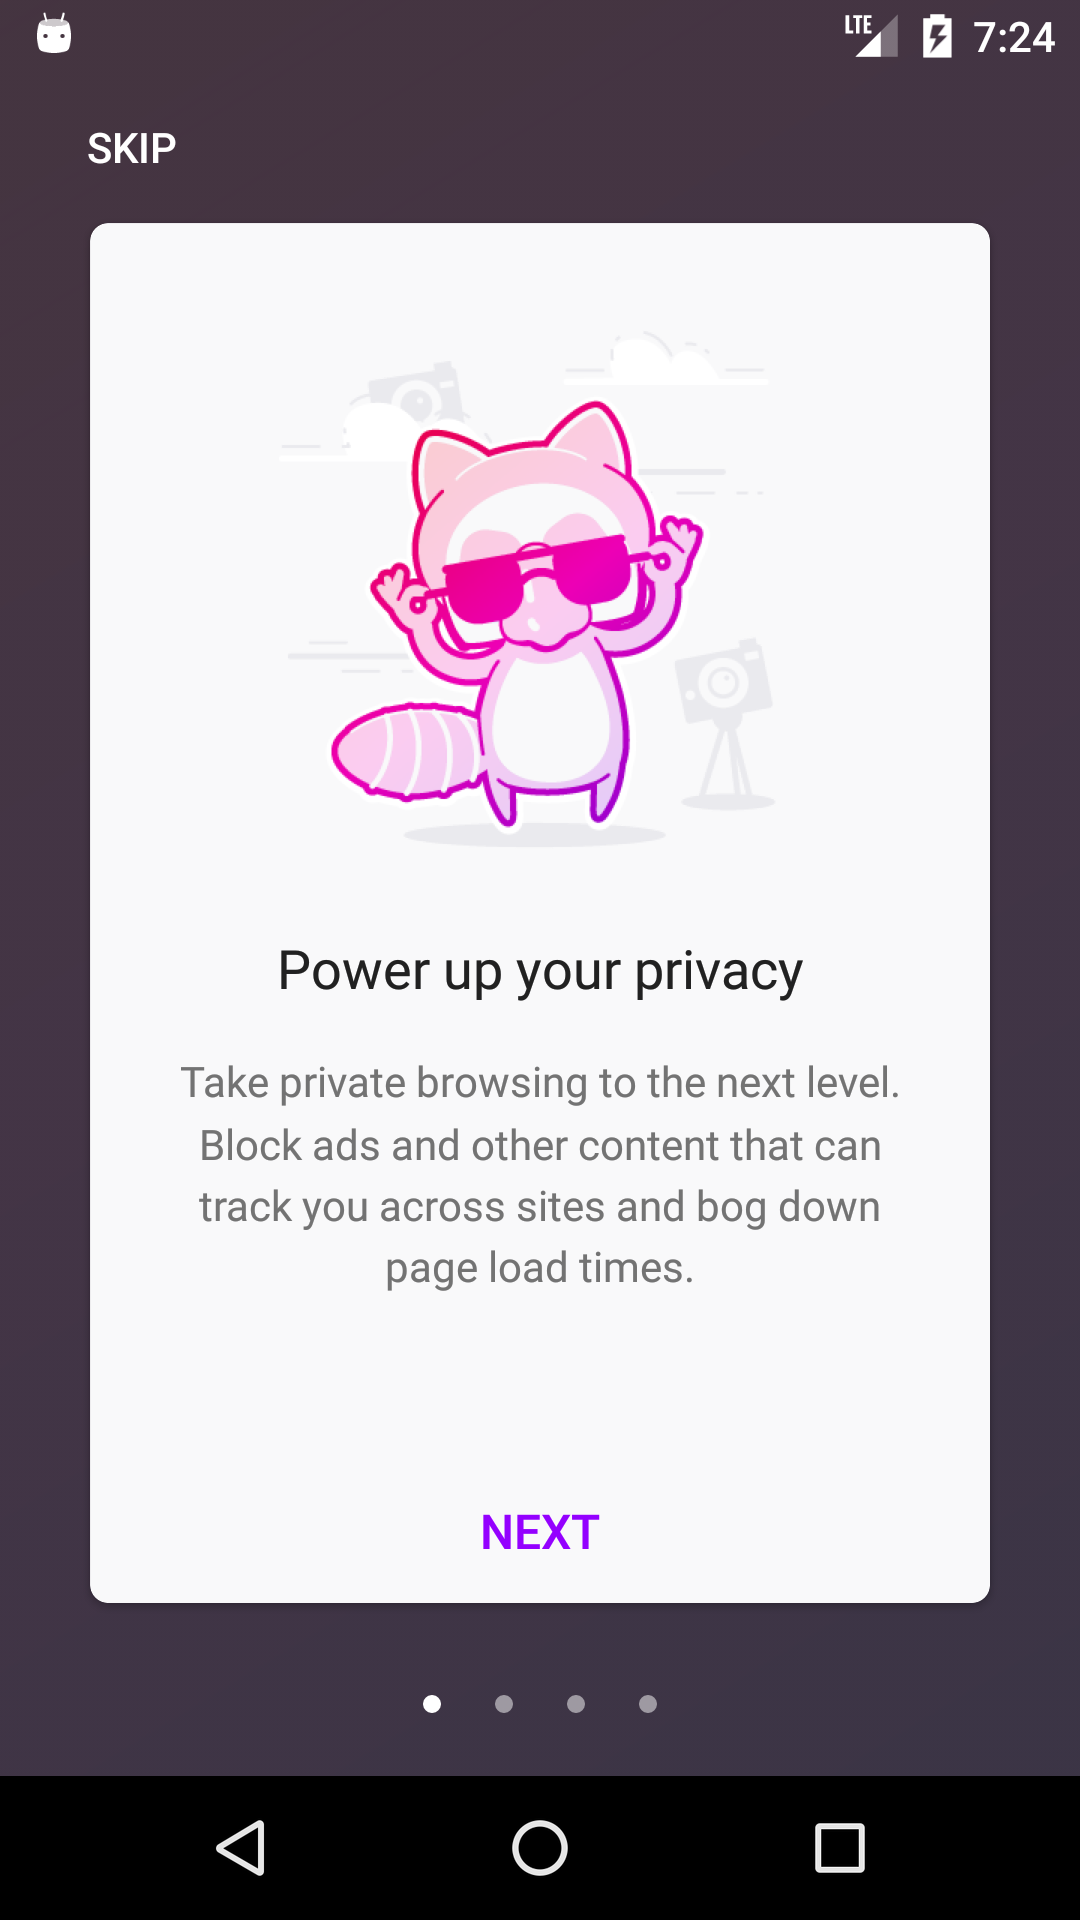 LTE 7:24
SKIP
Power up your privacy
Take private browsing to the next level.
Block ads and other content that can
track you across sites and bog down
page load times.
NEXT